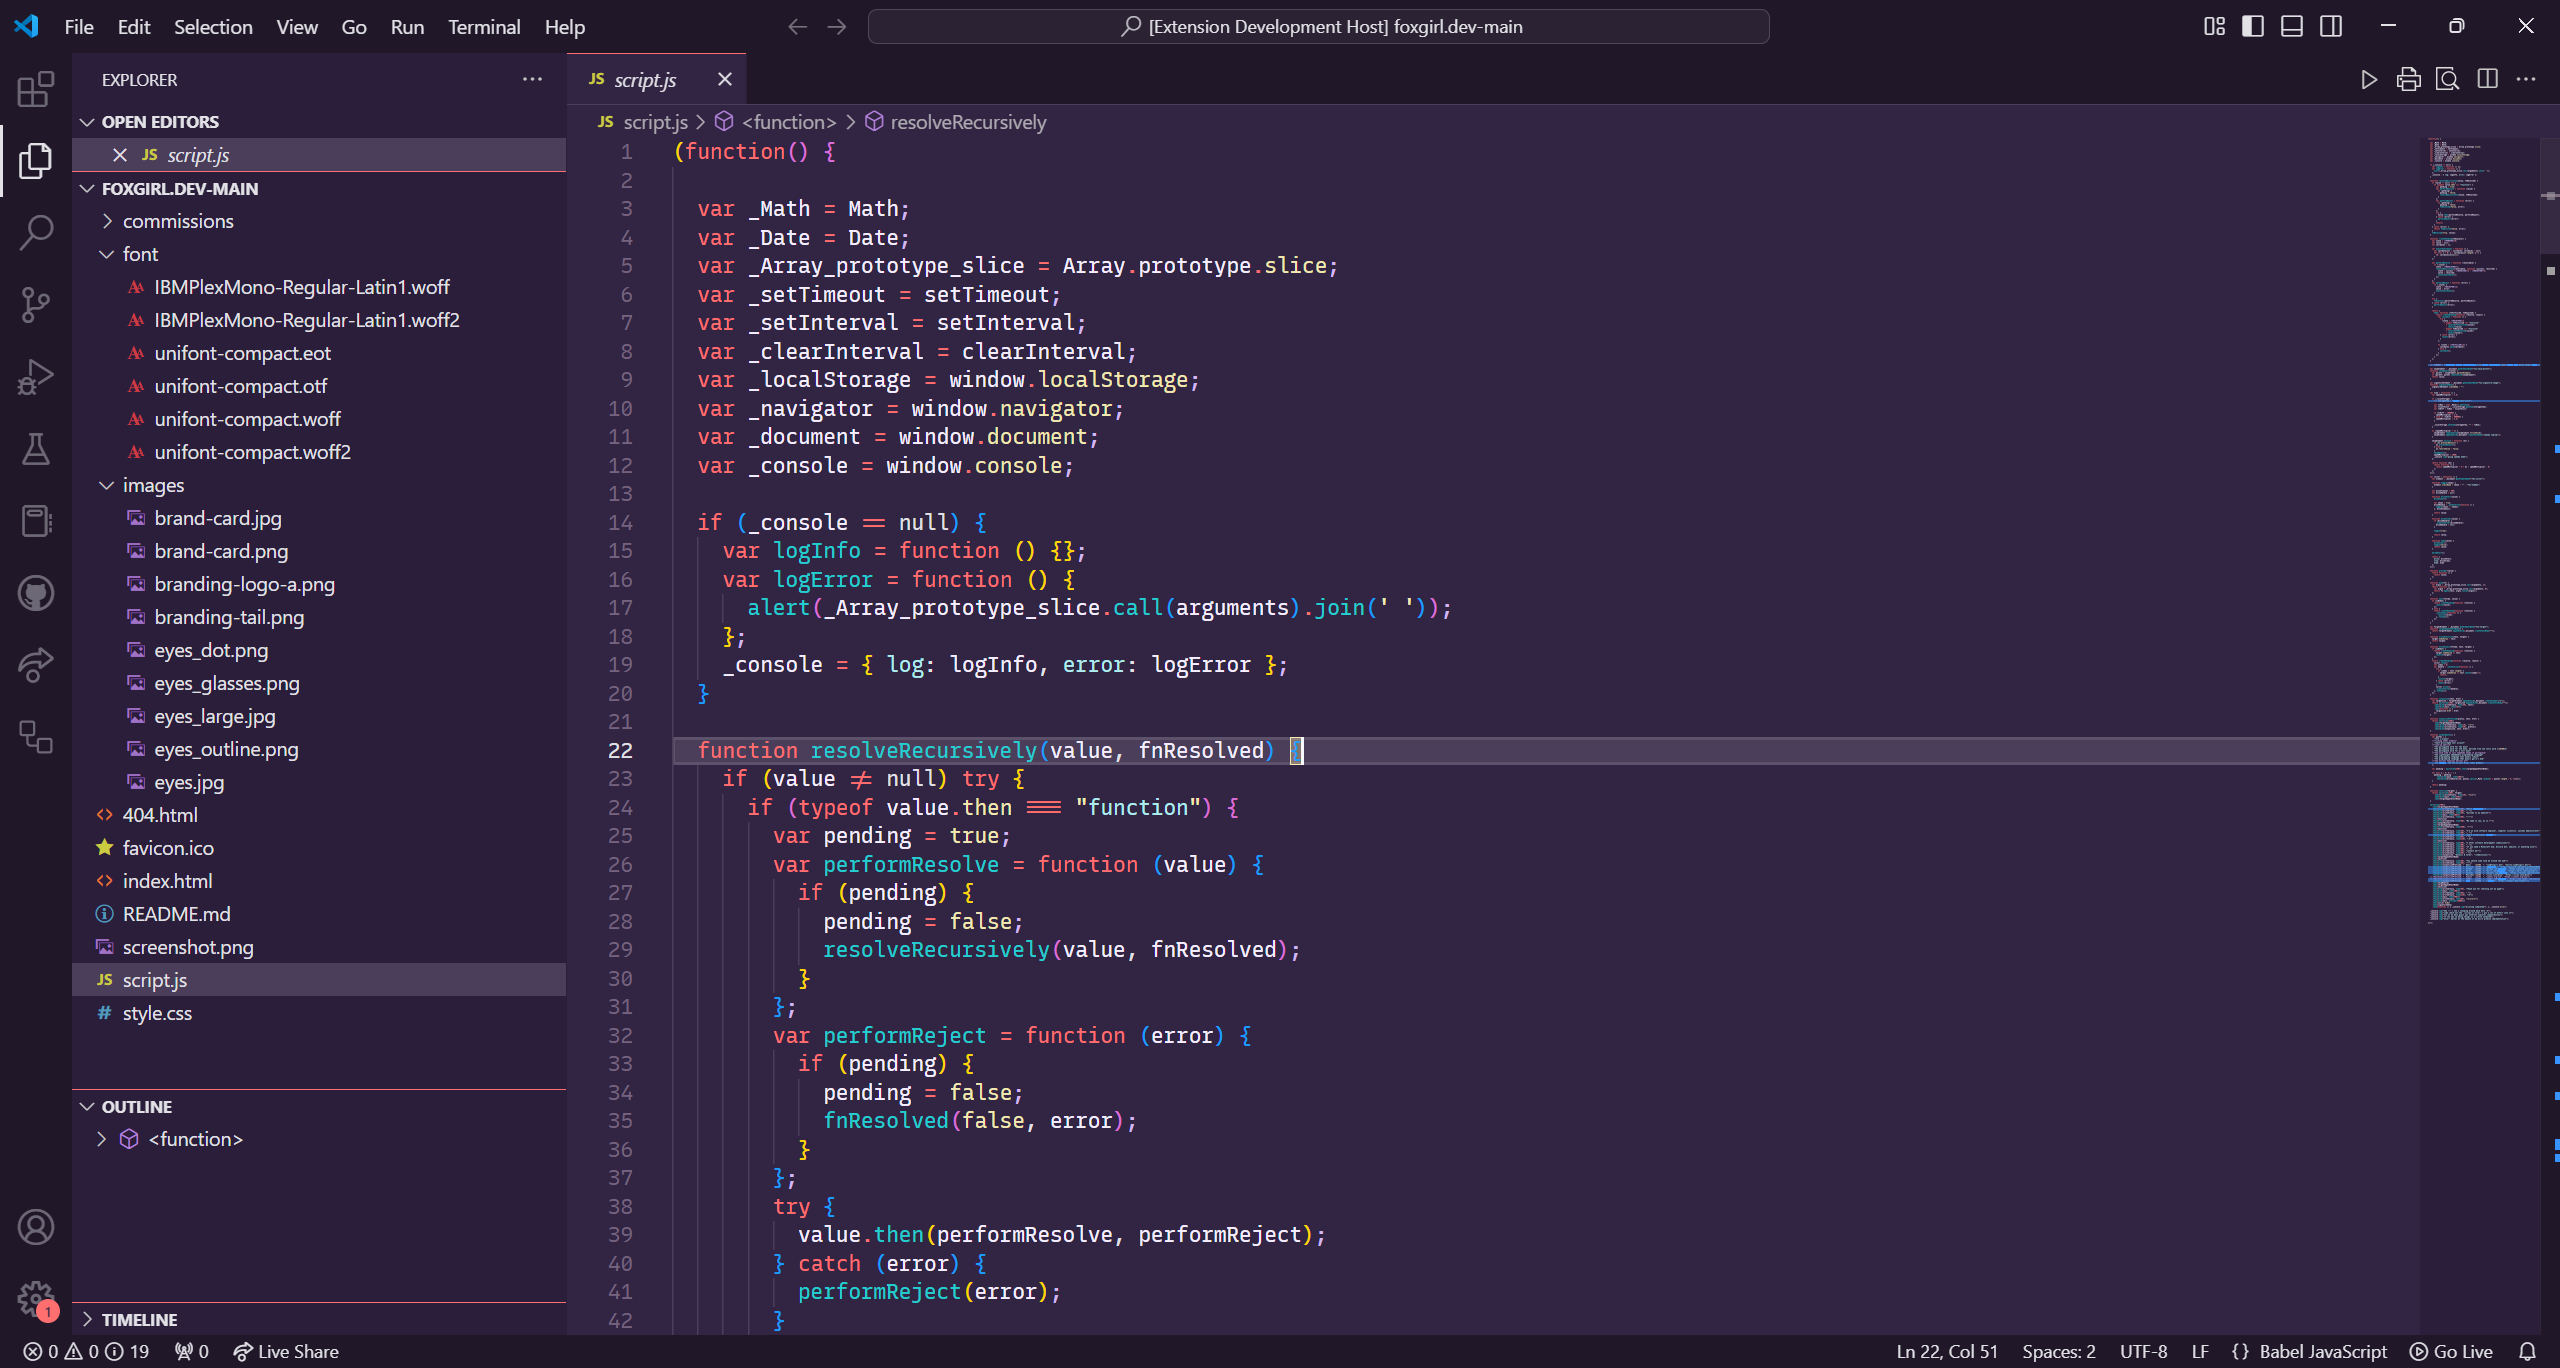 File Edit Selection View Go Run Terminal Help
[Extension Development Host] foxgirl.dev-main
EXPLORER
OPEN EDITORS
JS script.js
FOXGIRL.DEV-MAIN
commissions
font
IBMPlexMono-Regular-Latin1.woff
IBMPlexMono-Regular-Latin1.woff2
unifont-compact.eot
unifont-compact.otf
unifont-compact.woff
unifont-compact.woff2
images
brand-card.jpg
brand-card.png
branding-logo-a.png
branding-tail.png
eyes_dot.png
eyes_glasses.png
eyes_large.jpg
eyes_outline.png
eyes.jpg
<> 404.html
favicon.ico
<> index.html
README.md
screenshot.png
JS script.js
# style.css
OUTLINE
<function>
TIMELINE
1
JS script.js
JS script.js > <function> > resolveRecursively
1 (function() {
2
3 var _Math = Math;
4 var _Date = Date;
5 var _Array_prototype_slice = Array.prototype.slice;
6 var _setTimeout = setTimeout;
7 var _setInterval = setInterval;
8 var _clearInterval = clearInterval;
9 var _localStorage = window.localStorage;
10 var _navigator = window.navigator;
11 var _document = window.document;
12 var _console = window.console;
13
14 if (_console == null) {
15 var logInfo = function () {};
16 var logError = function () {
17 alert(_Array_prototype_slice.call(arguments).join(' '));
18 };
19 _console = { log: logInfo, error: logError };
20 }
21
22 function resolveRecursively(value, fnResolved) {
23 if (value != null) try {
24 if (typeof value.then === "function") {
25 var pending = true;
26 var performResolve = function (value) {
27 if (pending) {
28 pending = false;
29 resolveRecursively(value, fnResolved);
30 }
31 };
32 var performReject = function (error) {
33 if (pending) {
34 pending = false;
35 fnResolved(false, error);
36 }
37 };
38 try {
39 value.then(performResolve, performReject);
40 } catch (error) {
41 performReject(error);
42 }
0 0 19 0 Live Share Ln 22, Col 51 Spaces: 2 UTF-8 LF {} Babel JavaScript Go Live